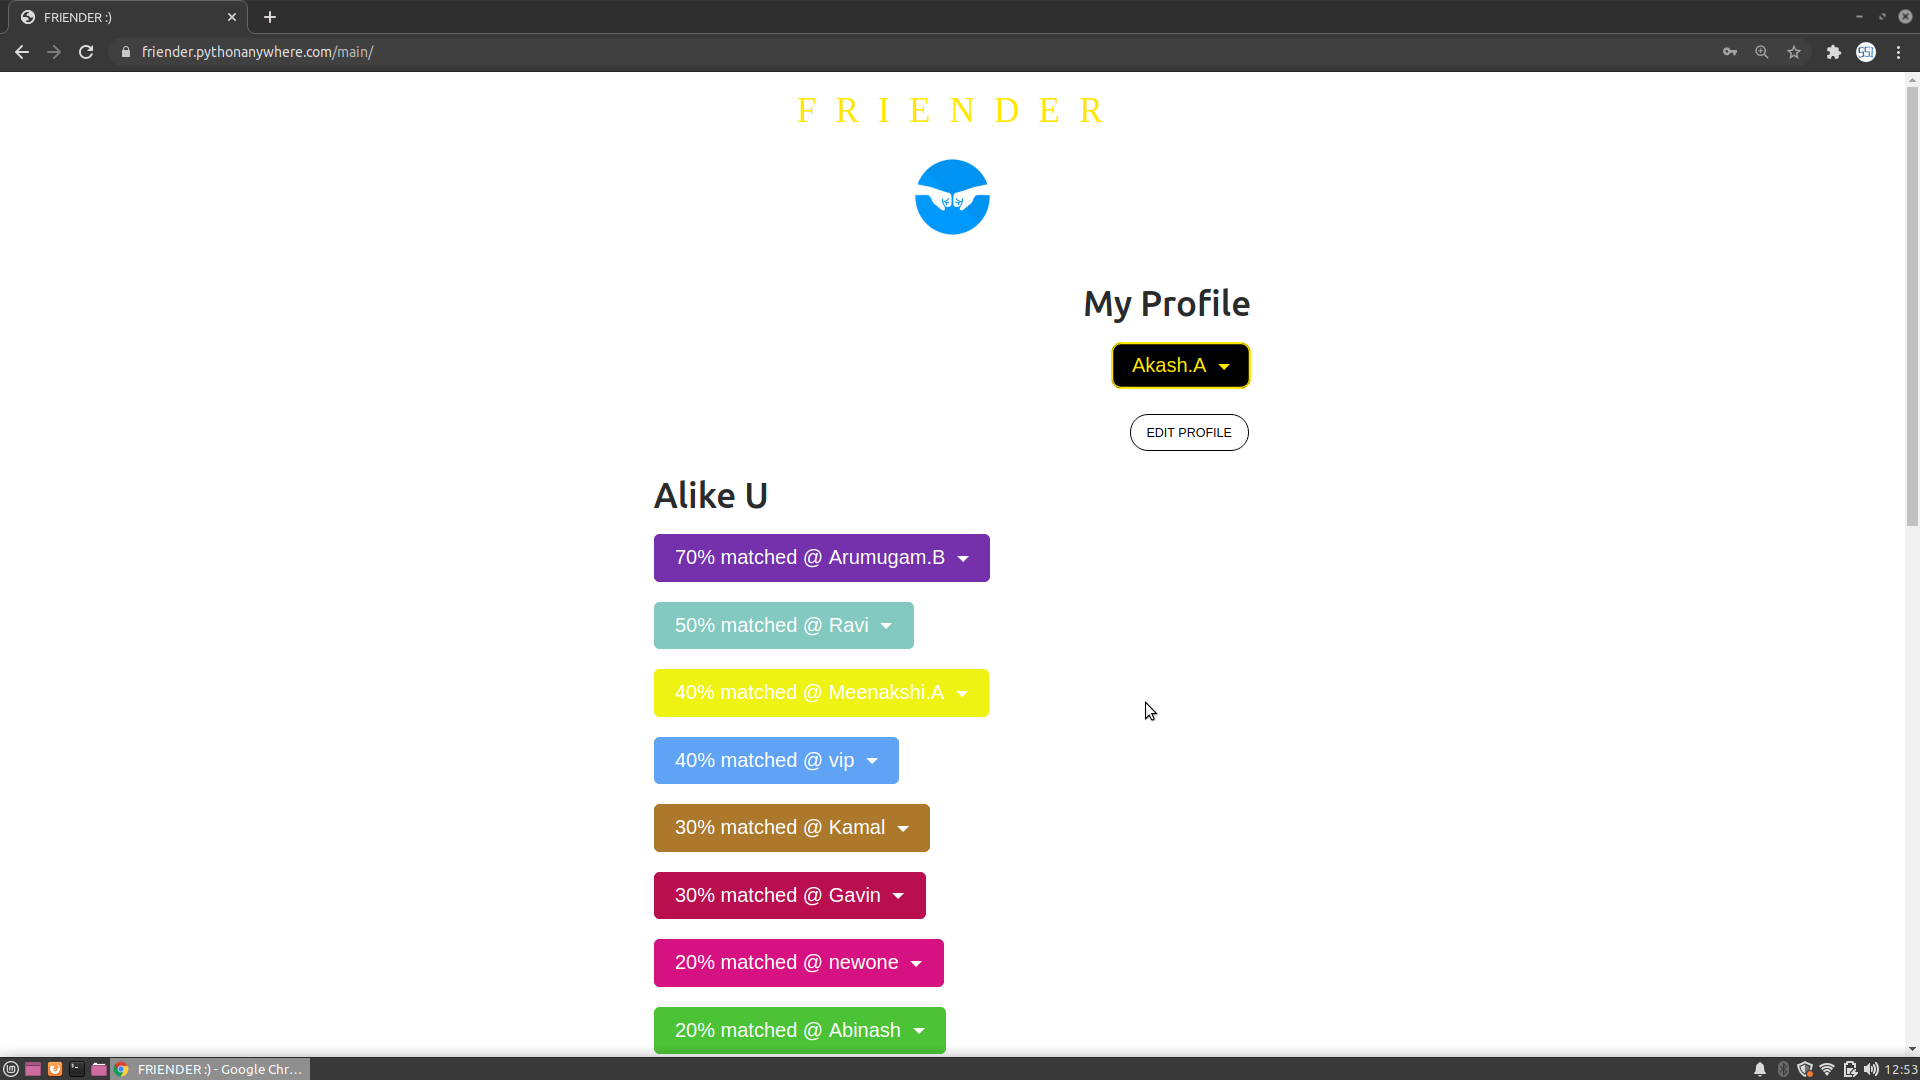 FRIENDER :)
friender.pythonanywhere.com/main/
FRIENDER
My Profile
Akash.A
EDIT PROFILE
Alike U
70% matched @ Arumugam.B
50% matched @ Ravi
40% matched @ Meenakshi.A
40% matched @ vip
30% matched @ Kamal
30% matched @ Gavin
20% matched @ newone
20% matched @ Abinash
FRIENDER :) - Google Chr...
12:53